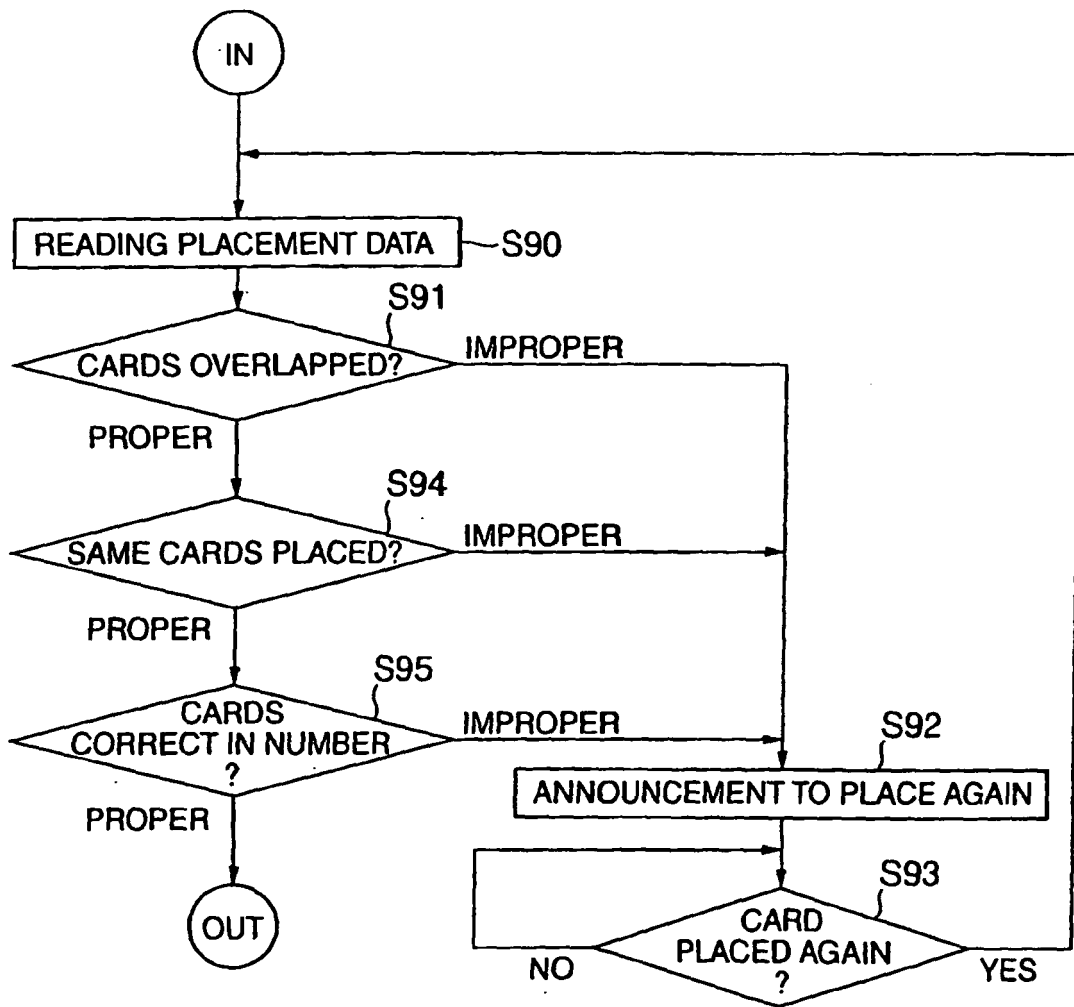 IN
READING PLACEMENT DATA
S90
S91
CARDS OVERLAPPED?
IMPROPER
PROPER
S94
SAME CARDS PLACED?
IMPROPER
PROPER
S95
CARDS
CORRECT IN NUMBER
?
IMPROPER
PROPER
S92
ANNOUNCEMENT TO PLACE AGAIN
OUT
S93
CARD
PLACED AGAIN
?
NO
YES